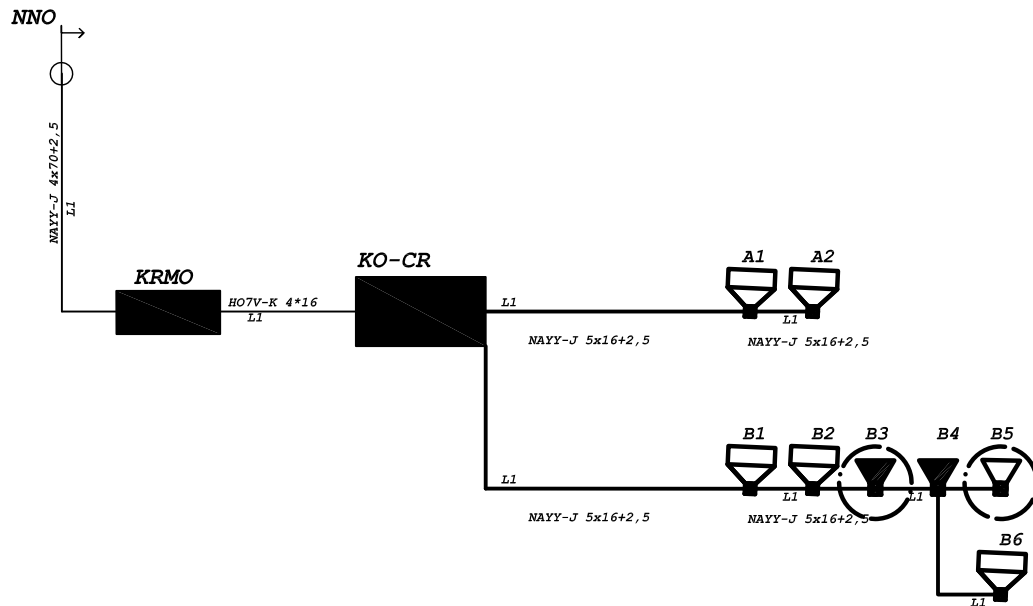 NNO
NAYY-J 4x70+2,5
L1
KRMO
HO7V-K 4*16
L1
KO-CR
L1
NAYY-J 5x16+2,5
A1
A2
L1
NAYY-J 5x16+2,5
L1
NAYY-J 5x16+2,5
B1
B2
B3
B4
B5
L1
L1
NAYY-J 5x16+2,5
B6
L1